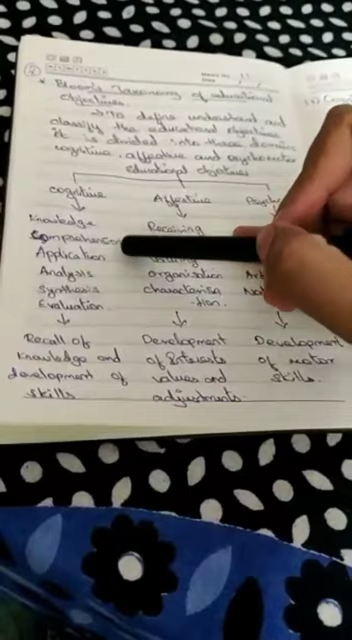 * Bloom's Taxonomy of educational
objectives.
→ To define understand and
classify the educational objectives
it is divided into three domains
cognitive, affective and psychomotor
Educational objectives
cognitive Affective
Knowledge Receiving
Comprehension
Application
Analysis organisation
Synthesis characterisa
Evaluation -tion.
Recall of Development Development
Knowledge and of Interests of motor
development of values and skills.
skills adjustments.